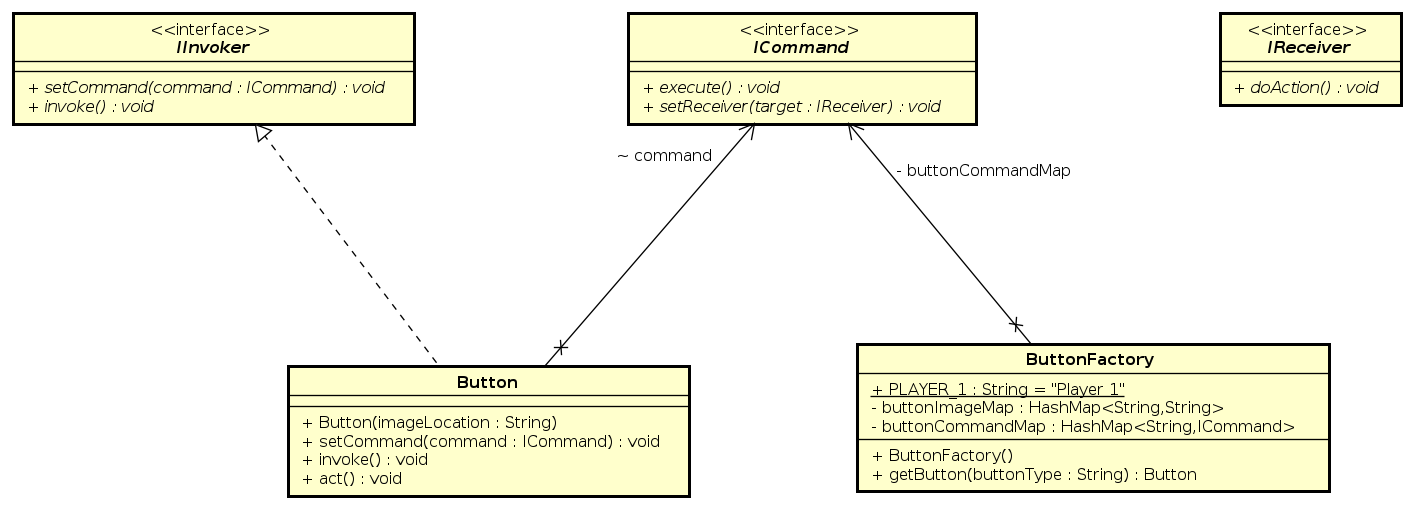 <<interface>>
IInvoker
+ setCommand(command : ICommand) : void
+ invoke() : void
<<interface>>
ICommand
+ execute() : void
+ setReceiver(target : IReceiver) : void
<<interface>>
IReceiver
+ doAction() : void
~ command
- buttonCommandMap
Button
+ Button(imageLocation : String)
+ setCommand(command : ICommand) : void
+ invoke() : void
+ act() : void
ButtonFactory
+ PLAYER_1 : String = "Player 1"
- buttonImageMap : HashMap<String,String>
- buttonCommandMap : HashMap<String,ICommand>
+ ButtonFactory()
+ getButton(buttonType : String) : Button